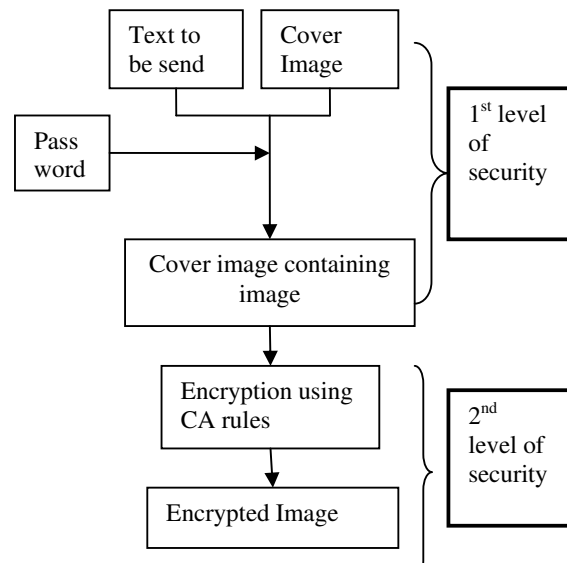 Text to
be send
Cover
Image
1st level
of
security
Pass
word
Cover image containing
image
Encryption using
CA rules
2nd
level of
security
Encrypted Image